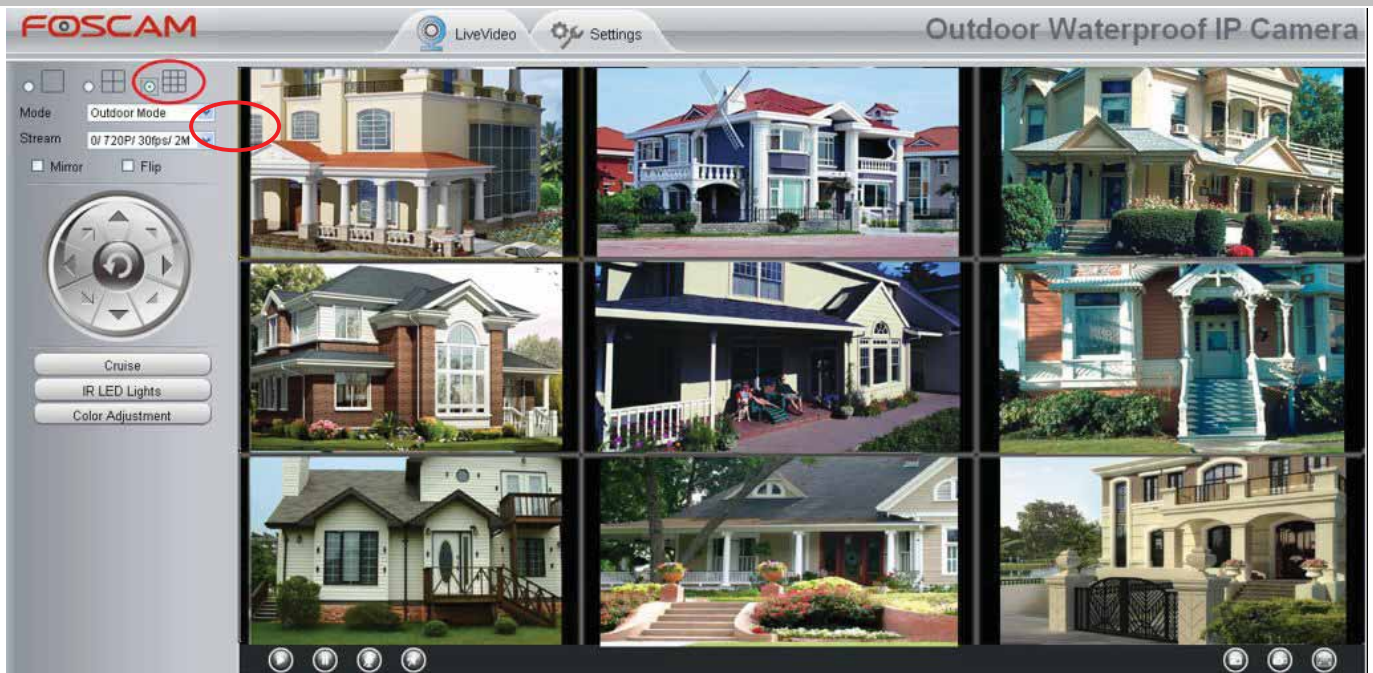 FOSCAM
LiveVideo
Settings
Outdoor Waterproof IP Camera
Mode
Outdoor Mode
Stream
0/ 720P/ 30fps/ 2M
Mirror
Flip
Cruise
IR LED Lights
Color Adjustment